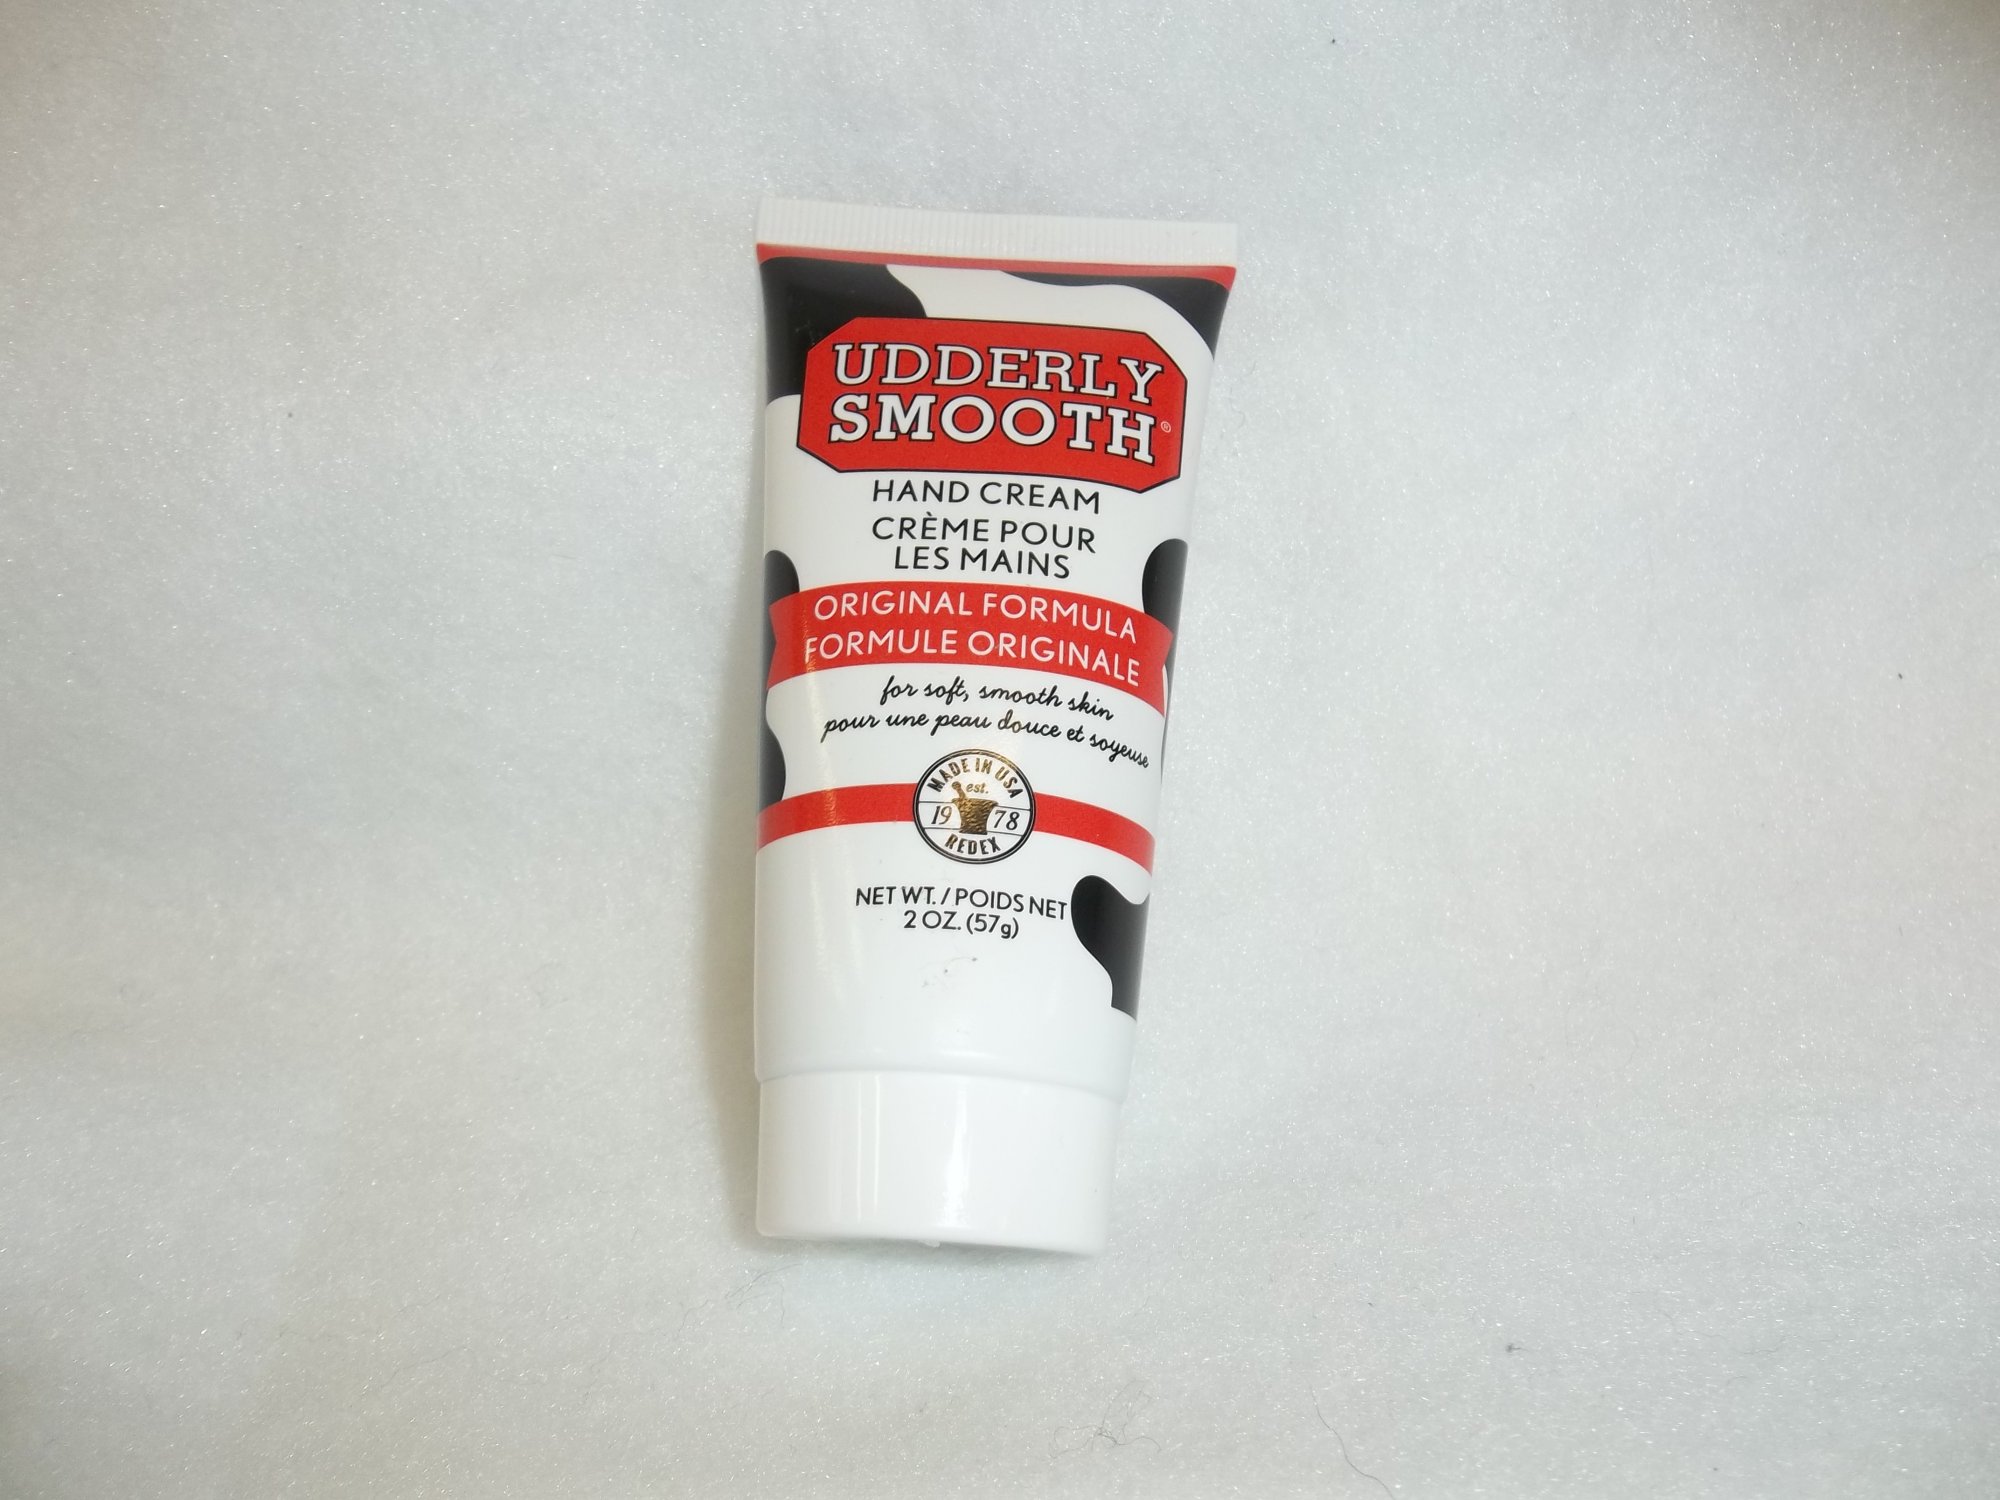 UDDERLY
SMOOTH®
HAND CREAM
CRÈME POUR
LES MAINS
ORIGINAL FORMULA
FORMULE ORIGINALE
for soft, smooth skin
pour une peau douce et soyeuse
MADE IN USA
est.
19 78
REDEX
NET WT. / POIDS NET
2 OZ. (57g)